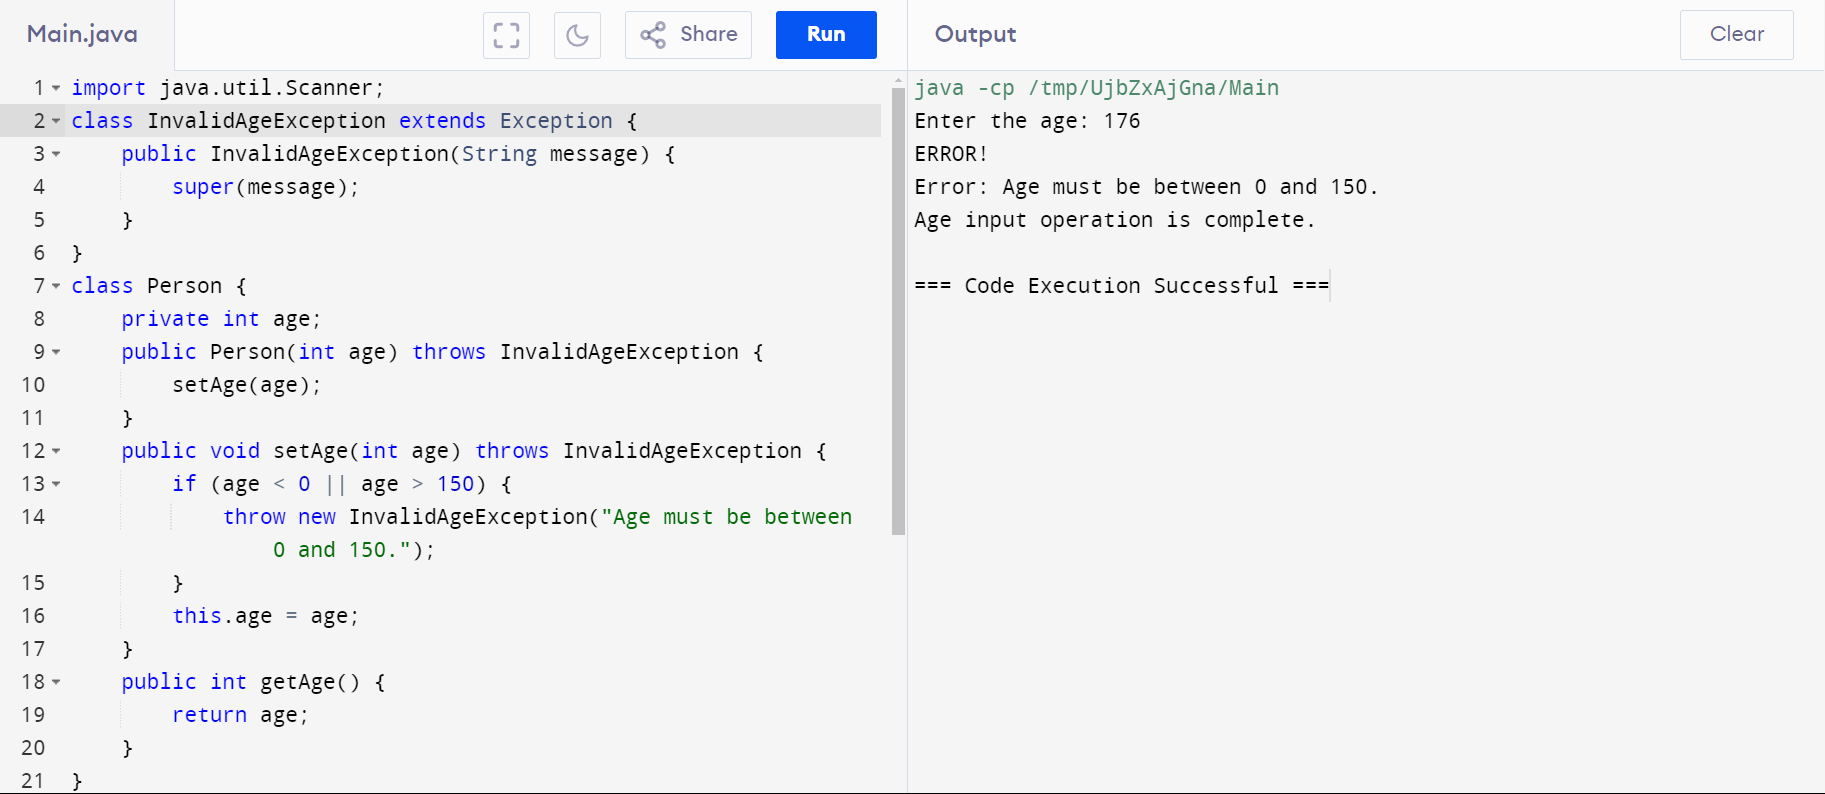 Main.java
Share
Run
Output
Clear
1 import java.util.Scanner;
2 class InvalidAgeException extends Exception {
3     public InvalidAgeException(String message) {
4         super(message);
5     }
6 }
7 class Person {
8     private int age;
9     public Person(int age) throws InvalidAgeException {
10         setAge(age);
11     }
12     public void setAge(int age) throws InvalidAgeException {
13         if (age < 0 || age > 150) {
14             throw new InvalidAgeException("Age must be between
                0 and 150.");
15         }
16         this.age = age;
17     }
18     public int getAge() {
19         return age;
20     }
21 }
java -cp /tmp/UjbZxAjGna/Main
Enter the age: 176
ERROR!
Error: Age must be between 0 and 150.
Age input operation is complete.
=== Code Execution Successful ===